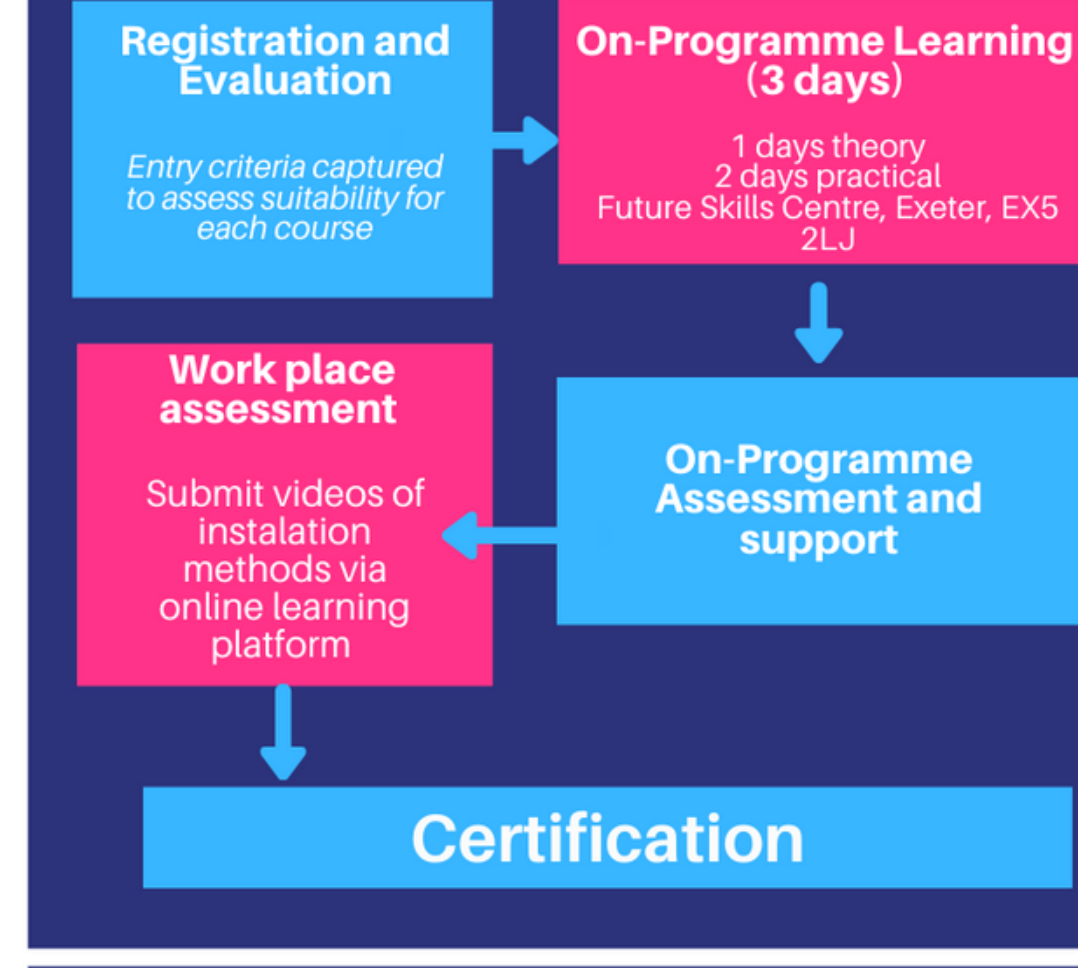 Registration and
Evaluation
Entry criteria captured
to assess suitability for
each course
On-Programme Learning
(3 days)
1 days theory
2 days practical
Future Skills Centre, Exeter, EX5
2LJ
On-Programme
Assessment and
support
Work place
assessment
Submit videos of
instalation
methods via
online learning
platform
Certification